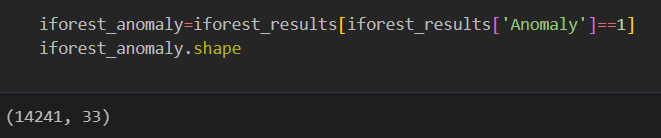 iforest_anomaly=iforest_results[iforest_results['Anomaly']==1]
iforest_anomaly.shape
(14241, 33)